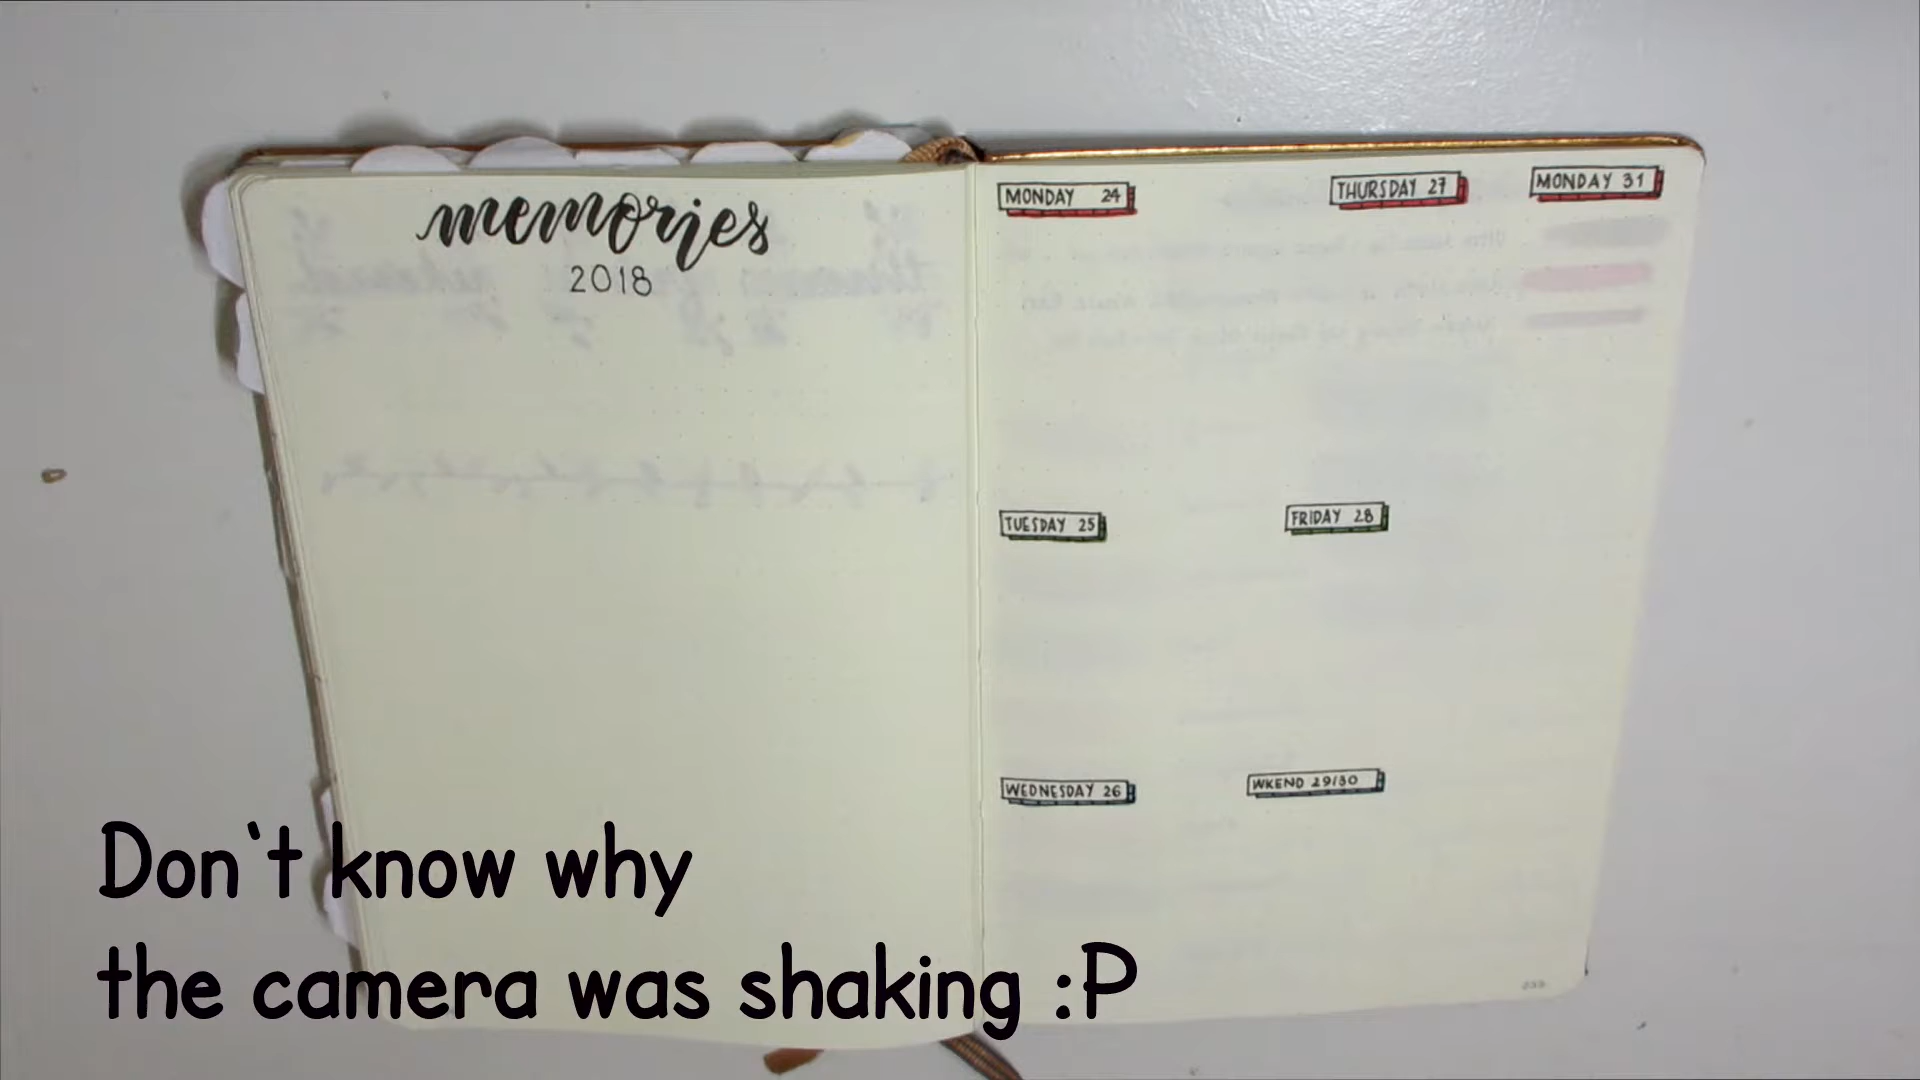 memories
2018
MONDAY 24
THURSDAY 27
MONDAY 31
TUESDAY 25
FRIDAY 28
WEDNESDAY 26
WKEND 29/30
Don't know why
the camera was shaking :P